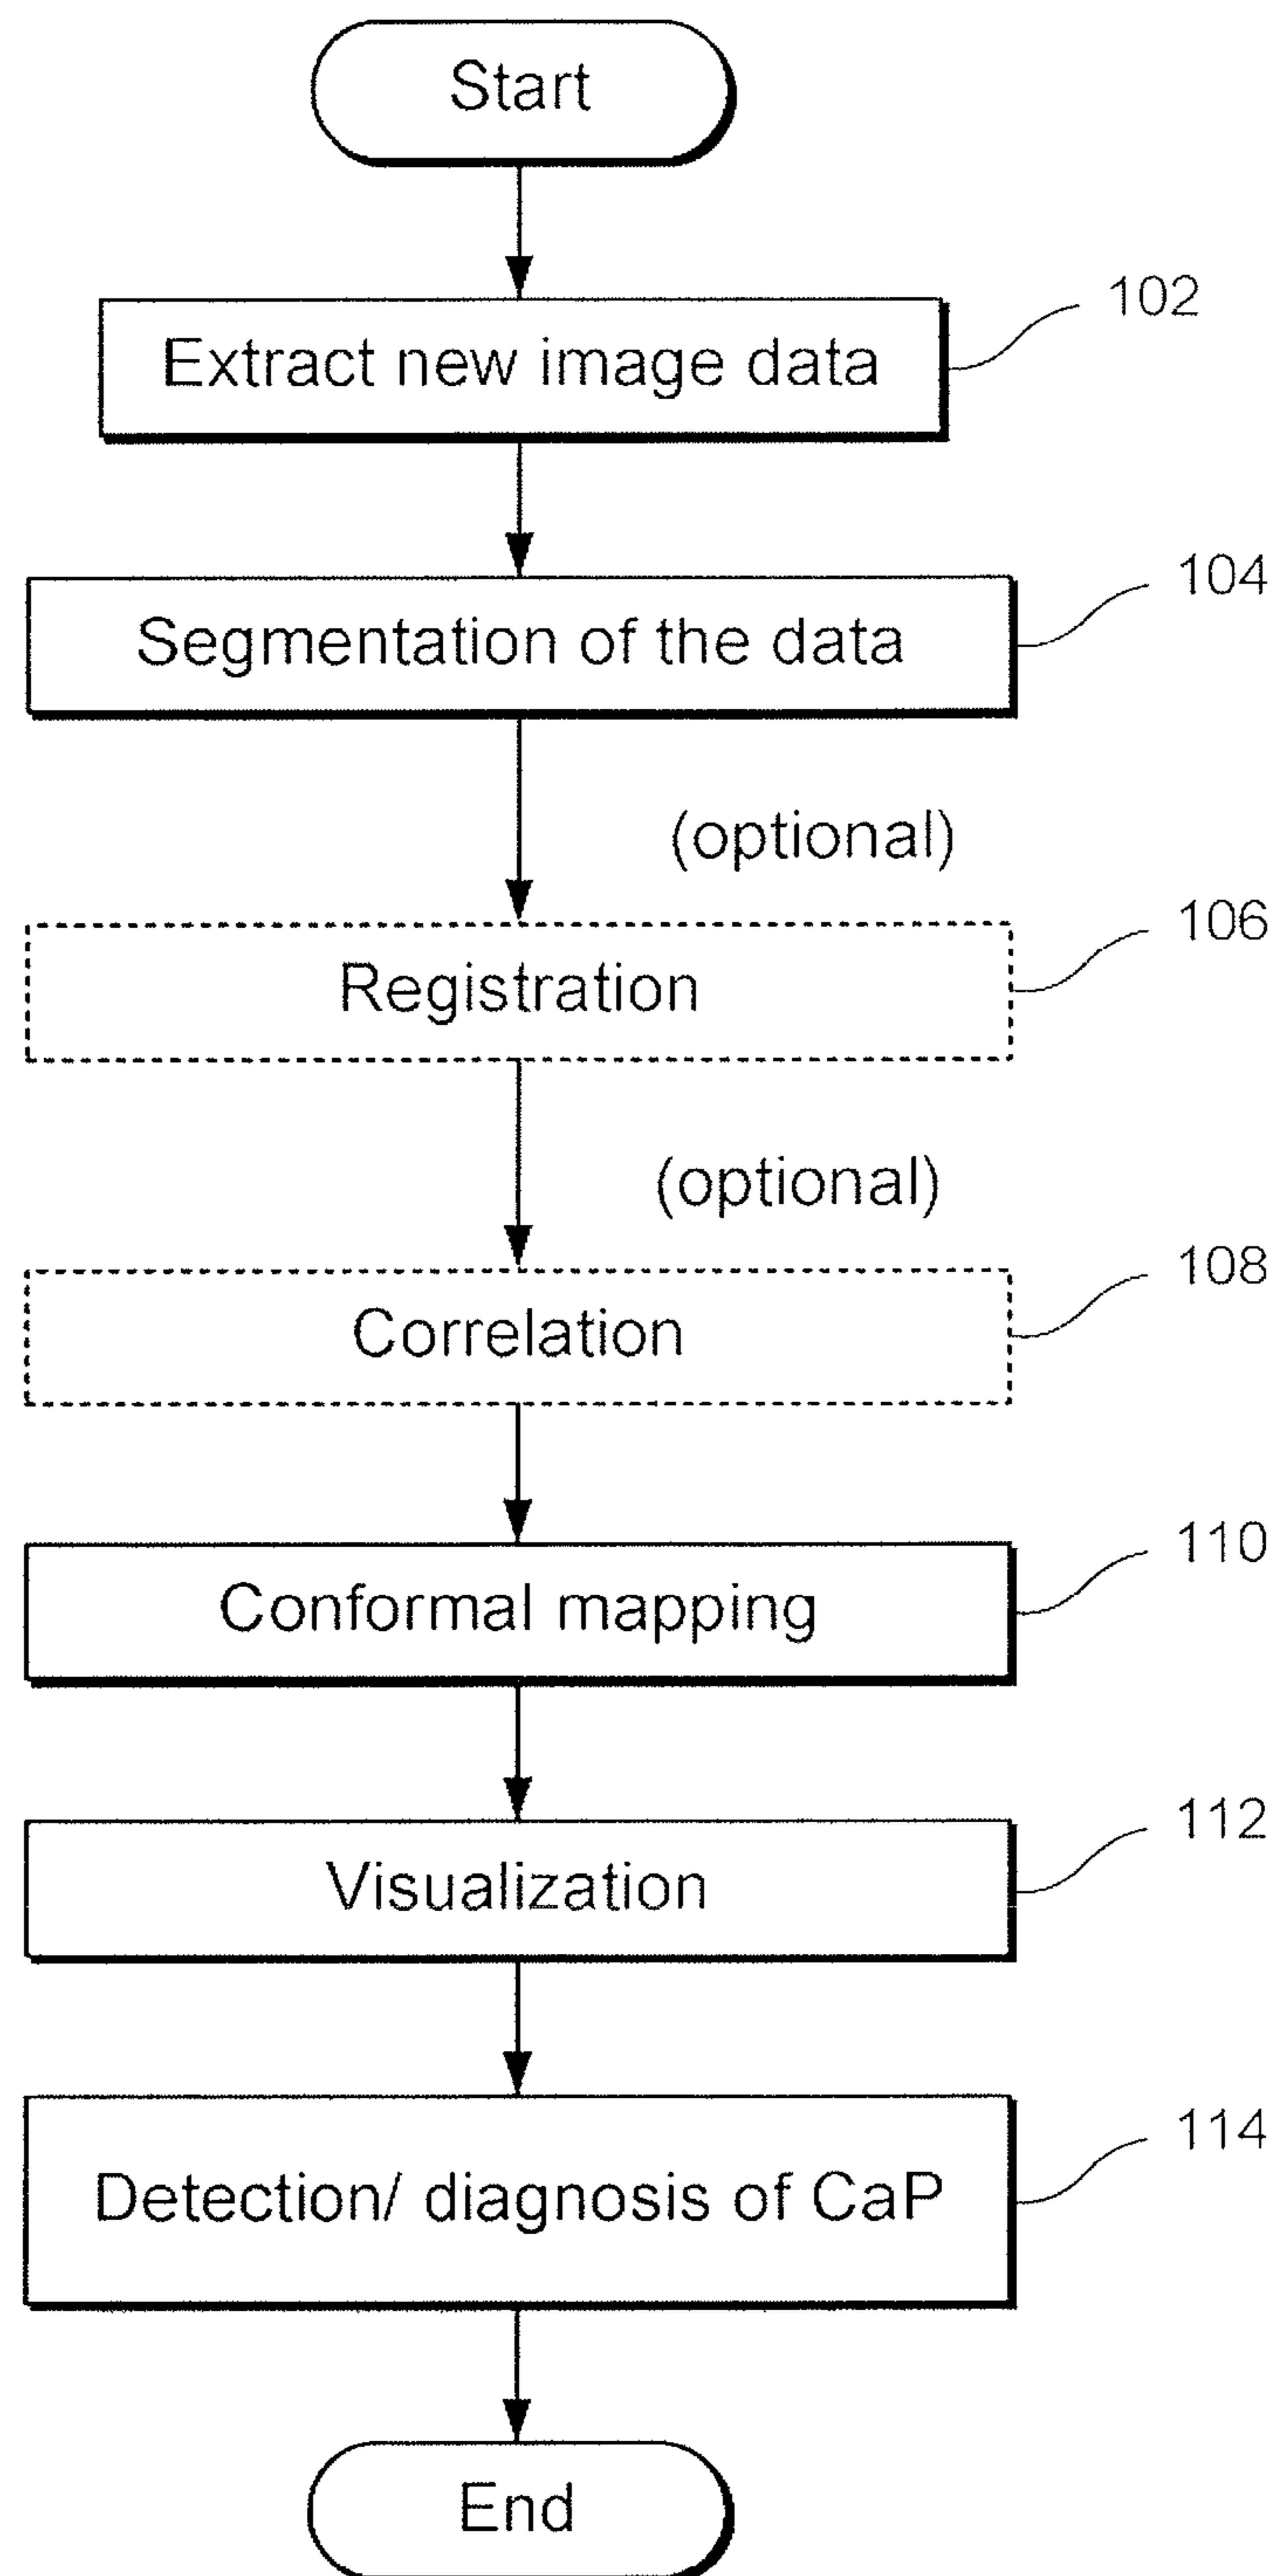 Start
102
Extract new image data
104
Segmentation of the data
(optional)
106
Registration
(optional)
108
Correlation
110
Conformal mapping
112
Visualization
114
Detection/ diagnosis of CaP
End